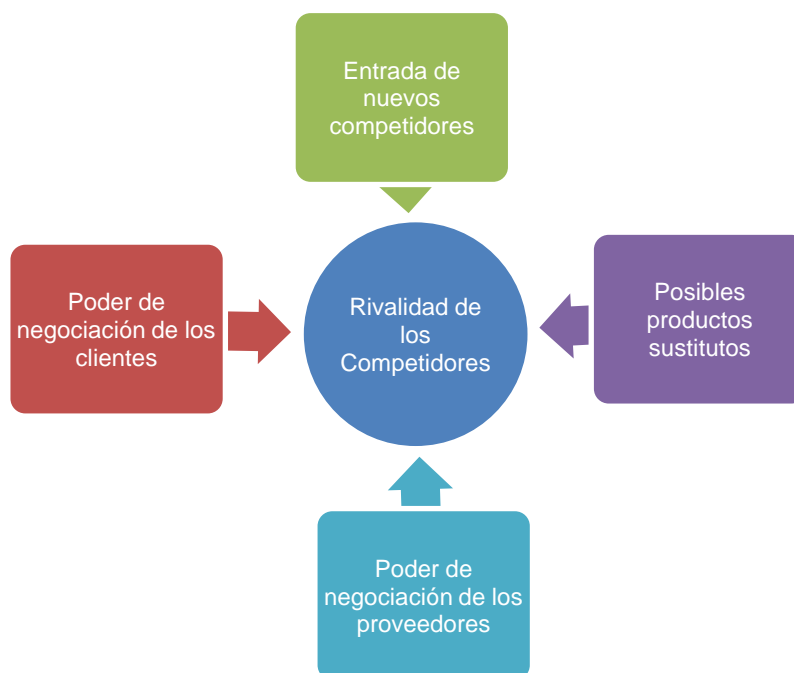 Entrada de
nuevos
competidores
Poder de
negociación de los
clientes
Rivalidad de
los
Competidores
Posibles
productos
sustitutos
Poder de
negociación de los
proveedores